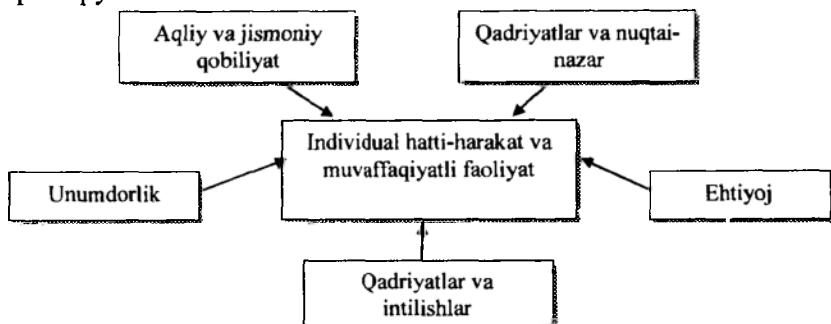 Aqliy va jismoniy
qobiliyat
Qadriyatlar va nuqtai-
nazar
Individual hatti-harakat va
muvaffaqiyatli faoliyat
Unumdorlik
Ehtiyoj
Qadriyatlar va
intilishlar